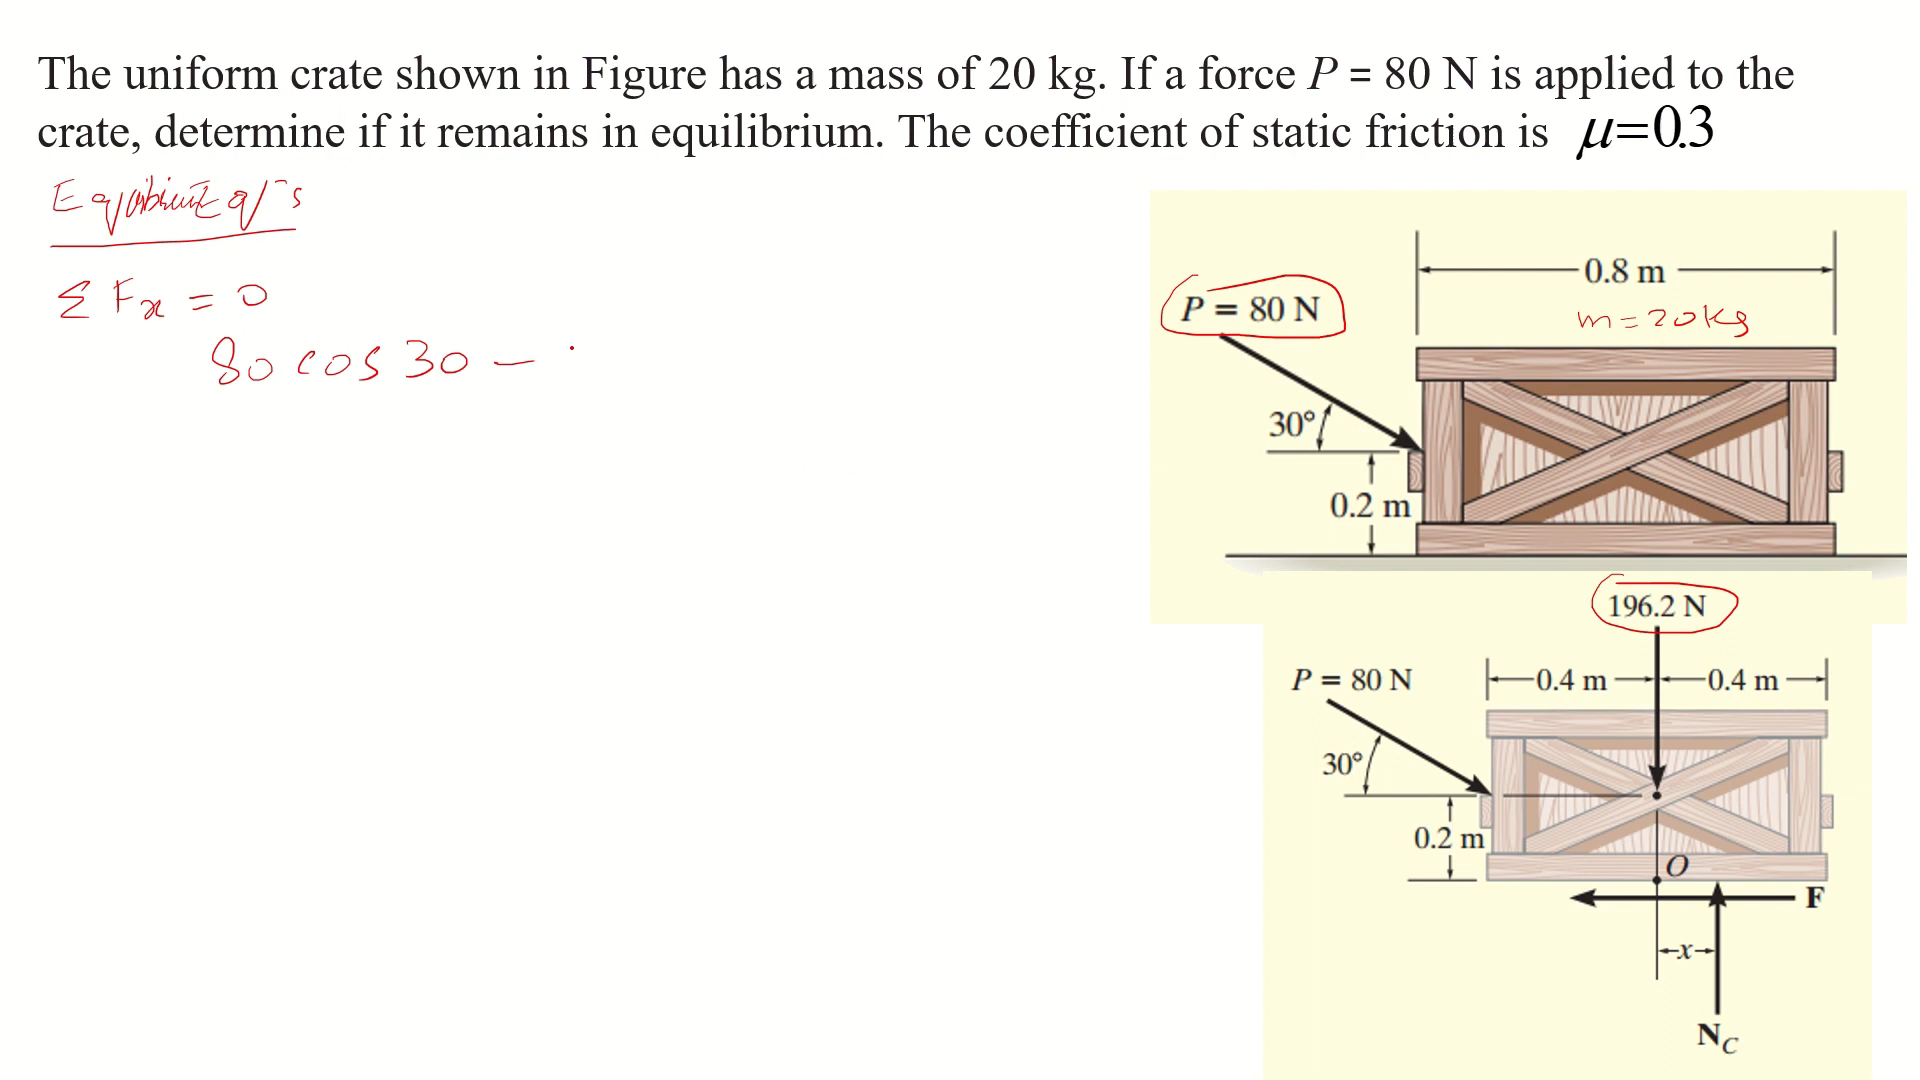 The uniform crate shown in Figure has a mass of 20 kg. If a force P = 80 N is applied to the
crate, determine if it remains in equilibrium. The coefficient of static friction is μ=0.3
ΣFx = 0
80 cos 30 −
0.8 m
m=20kg
P = 80 N
30°
0.2 m
196.2 N
P = 80 N
0.4 m
0.4 m
30°
0.2 m
O
F
x
N_C